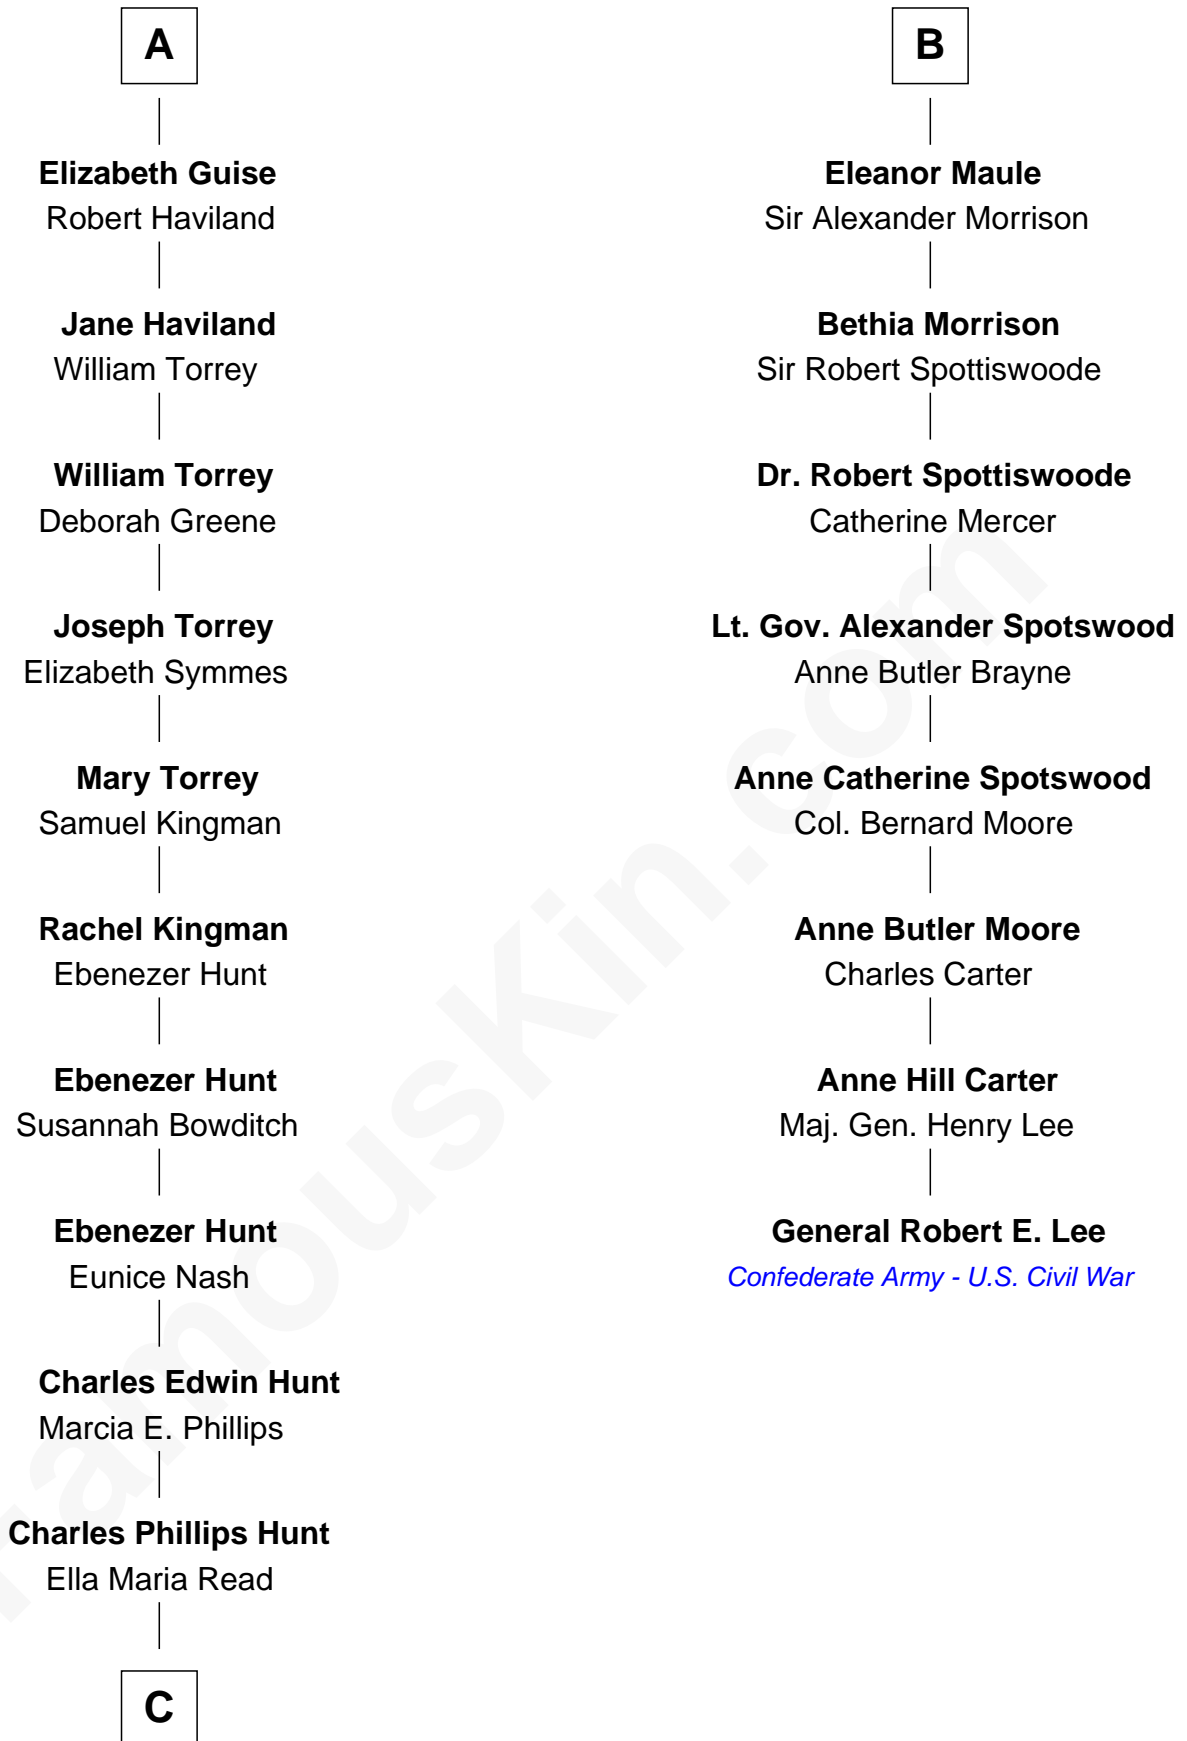 A
Elizabeth Guise
Robert Haviland
Jane Haviland
William Torrey
William Torrey
Deborah Greene
Joseph Torrey
Elizabeth Symmes
Mary Torrey
Samuel Kingman
Rachel Kingman
Ebenezer Hunt
Ebenezer Hunt
Susannah Bowditch
Ebenezer Hunt
Eunice Nash
Charles Edwin Hunt
Marcia E. Phillips
Charles Phillips Hunt
Ella Maria Read
C
B
Eleanor Maule
Sir Alexander Morrison
Bethia Morrison
Sir Robert Spottiswoode
Dr. Robert Spottiswoode
Catherine Mercer
Lt. Gov. Alexander Spotswood
Anne Butler Brayne
Anne Catherine Spotswood
Col. Bernard Moore
Anne Butler Moore
Charles Carter
Anne Hill Carter
Maj. Gen. Henry Lee
General Robert E. Lee
Confederate Army - U.S. Civil War
FamousKin.com